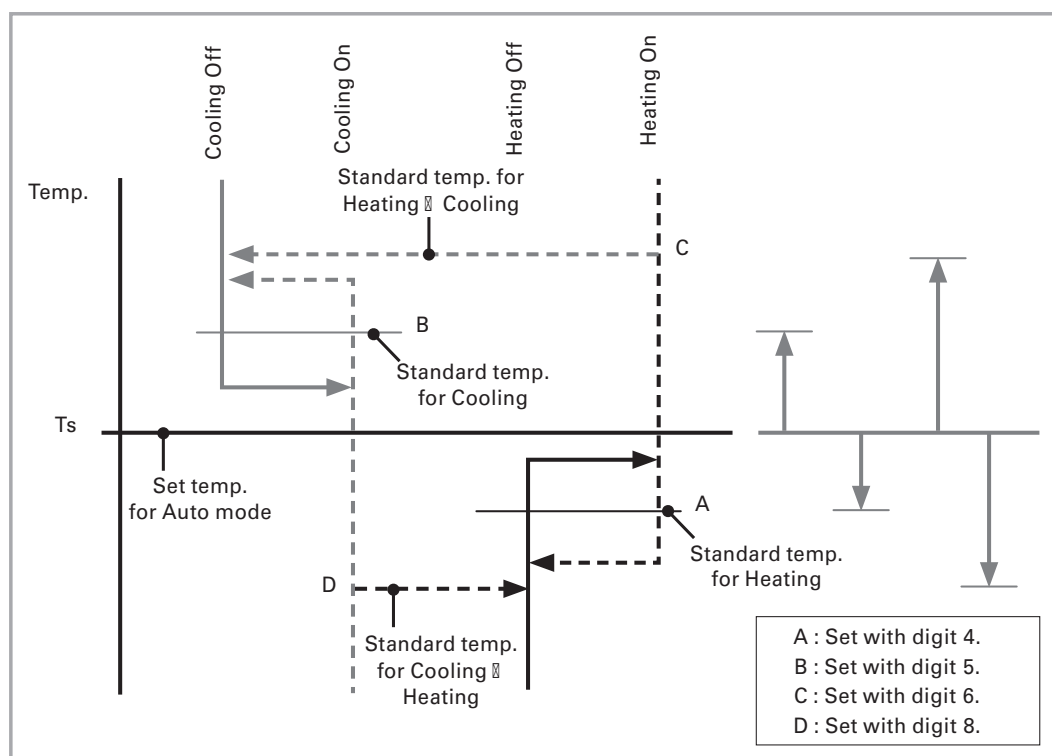 Cooling Off
Cooling On
Heating Off
Heating On
Temp.
Standard temp. for
Heating Cooling
C
B
Standard temp.
for Cooling
Ts
Set temp.
for Auto mode
A
Standard temp.
for Heating
D
Standard temp.
for Cooling
Heating
A : Set with digit 4.
B : Set with digit 5.
C : Set with digit 6.
D : Set with digit 8.